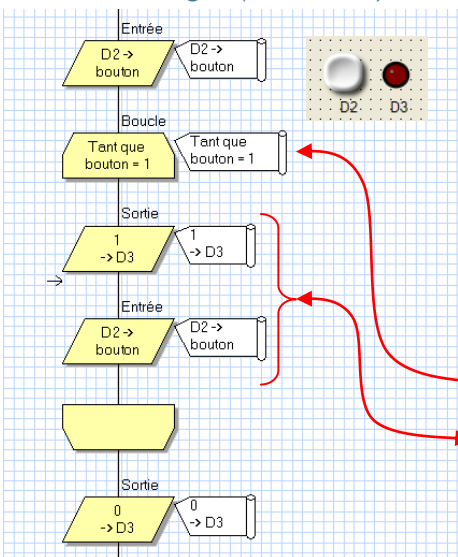 Entrée
D2->
bouton
D2->
bouton
D2
D3
Boucle
Tant que
bouton = 1
Tant que
bouton = 1
Sortie
1
-> D3
1
-> D3
Entrée
D2->
bouton
D2->
bouton
Sortie
0
-> D3
0
-> D3